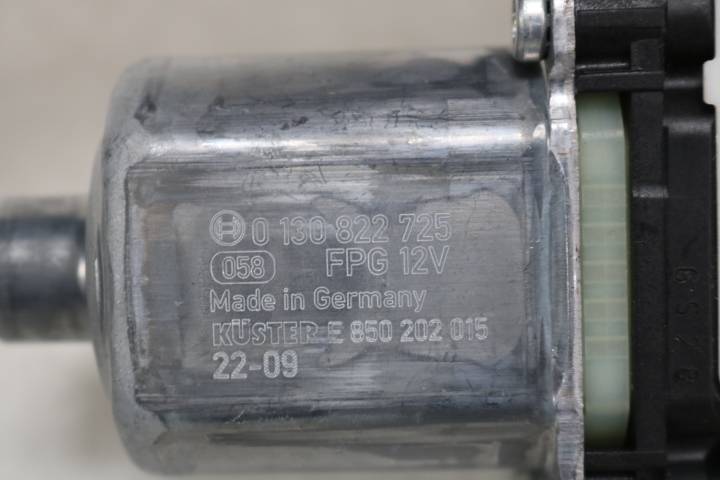 0 130 822 725
058 FPG 12V
Made in Germany
KÜSTER E 850 202 015
22-09